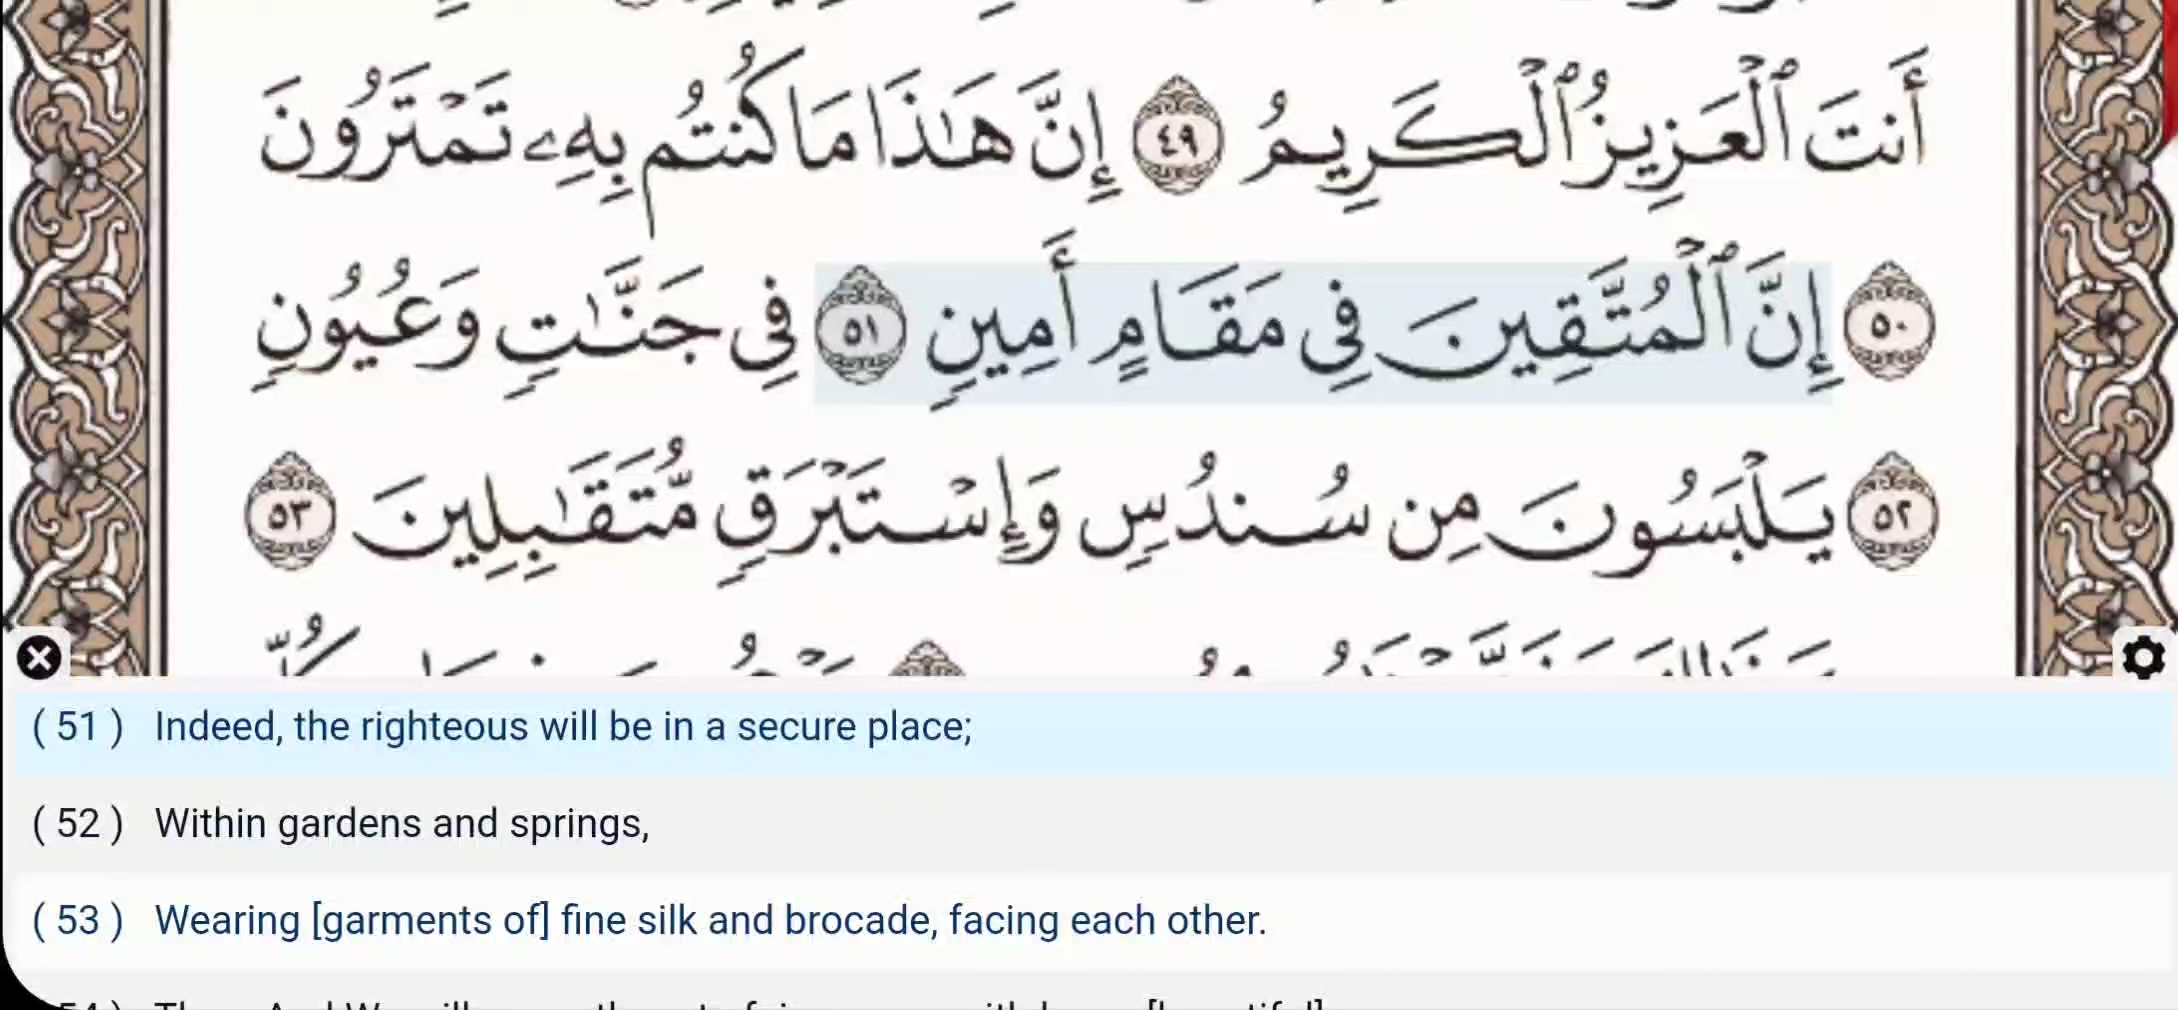 أَنتَ ٱلْعَزِيزُ ٱلْكَرِيمُ ٤٩ إِنَّ هَٰذَا مَا كُنتُم بِهِۦ تَمْتَرُونَ
٥٠ إِنَّ ٱلْمُتَّقِينَ فِى مَقَامٍ أَمِينٍ ٥١ فِى جَنَّٰتٍ وَعُيُونٍ
٥٢ يَلْبَسُونَ مِن سُندُسٍ وَإِسْتَبْرَقٍ مُّتَقَٰبِلِينَ ٥٣
( 51 ) Indeed, the righteous will be in a secure place;
( 52 ) Within gardens and springs,
( 53 ) Wearing [garments of] fine silk and brocade, facing each other.